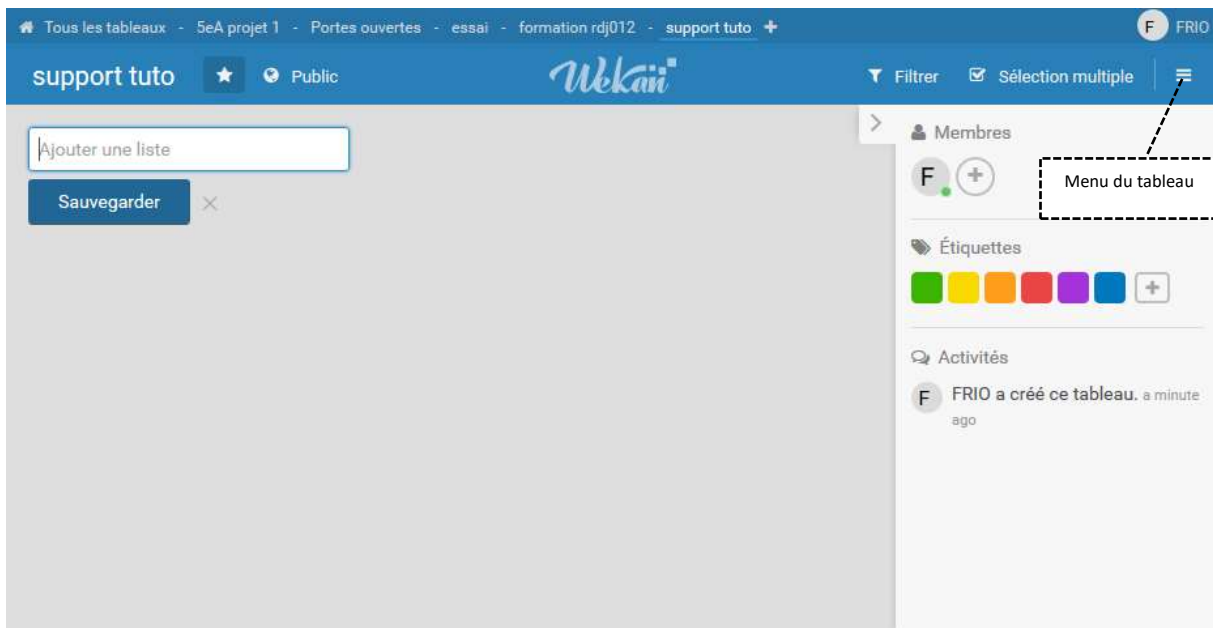 Tous les tableaux - 5eA projet 1 - Portes ouvertes - essai - formation rdj012 - support tuto
F FRIO
support tuto Public
Wekan
Filtrer Sélection multiple
Ajouter une liste
Sauvegarder
Membres
F
Menu du tableau
Étiquettes
Activités
F FRIO a créé ce tableau. a minute
ago